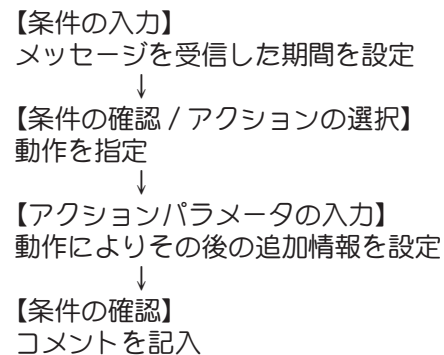 【条件の入力】
メッセージを受信した期間を設定
↓
【条件の確認 / アクションの選択】
動作を指定
↓
【アクションパラメータの入力】
動作によりその後の追加情報を設定
↓
【条件の確認】
コメントを記入